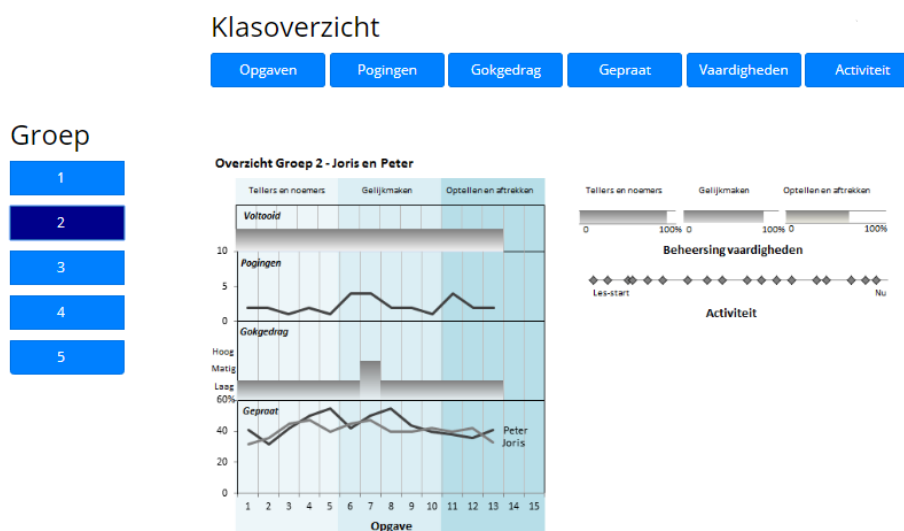 Klasoverzicht
Opgaven Pogingen Gokgedrag Gepraat Vaardigheden Activiteit
Groep
1
2
3
4
5
Overzicht Groep 2 - Joris en Peter
Tellers en noemers Gelijkmaken Optellen en aftrekken
Voltooid
10
Pogingen
5
0
Gokgedrag
Hoog
Matig
Laag
60%
Gepraat
40
20
0
Peter
Joris
1 2 3 4 5 6 7 8 9 10 11 12 13 14 15
Opgave
Tellers en noemers Gelijkmaken Optellen en aftrekken
0 100% 0 100% 0 100%
Beheersing vaardigheden
Les-start Nu
Activiteit